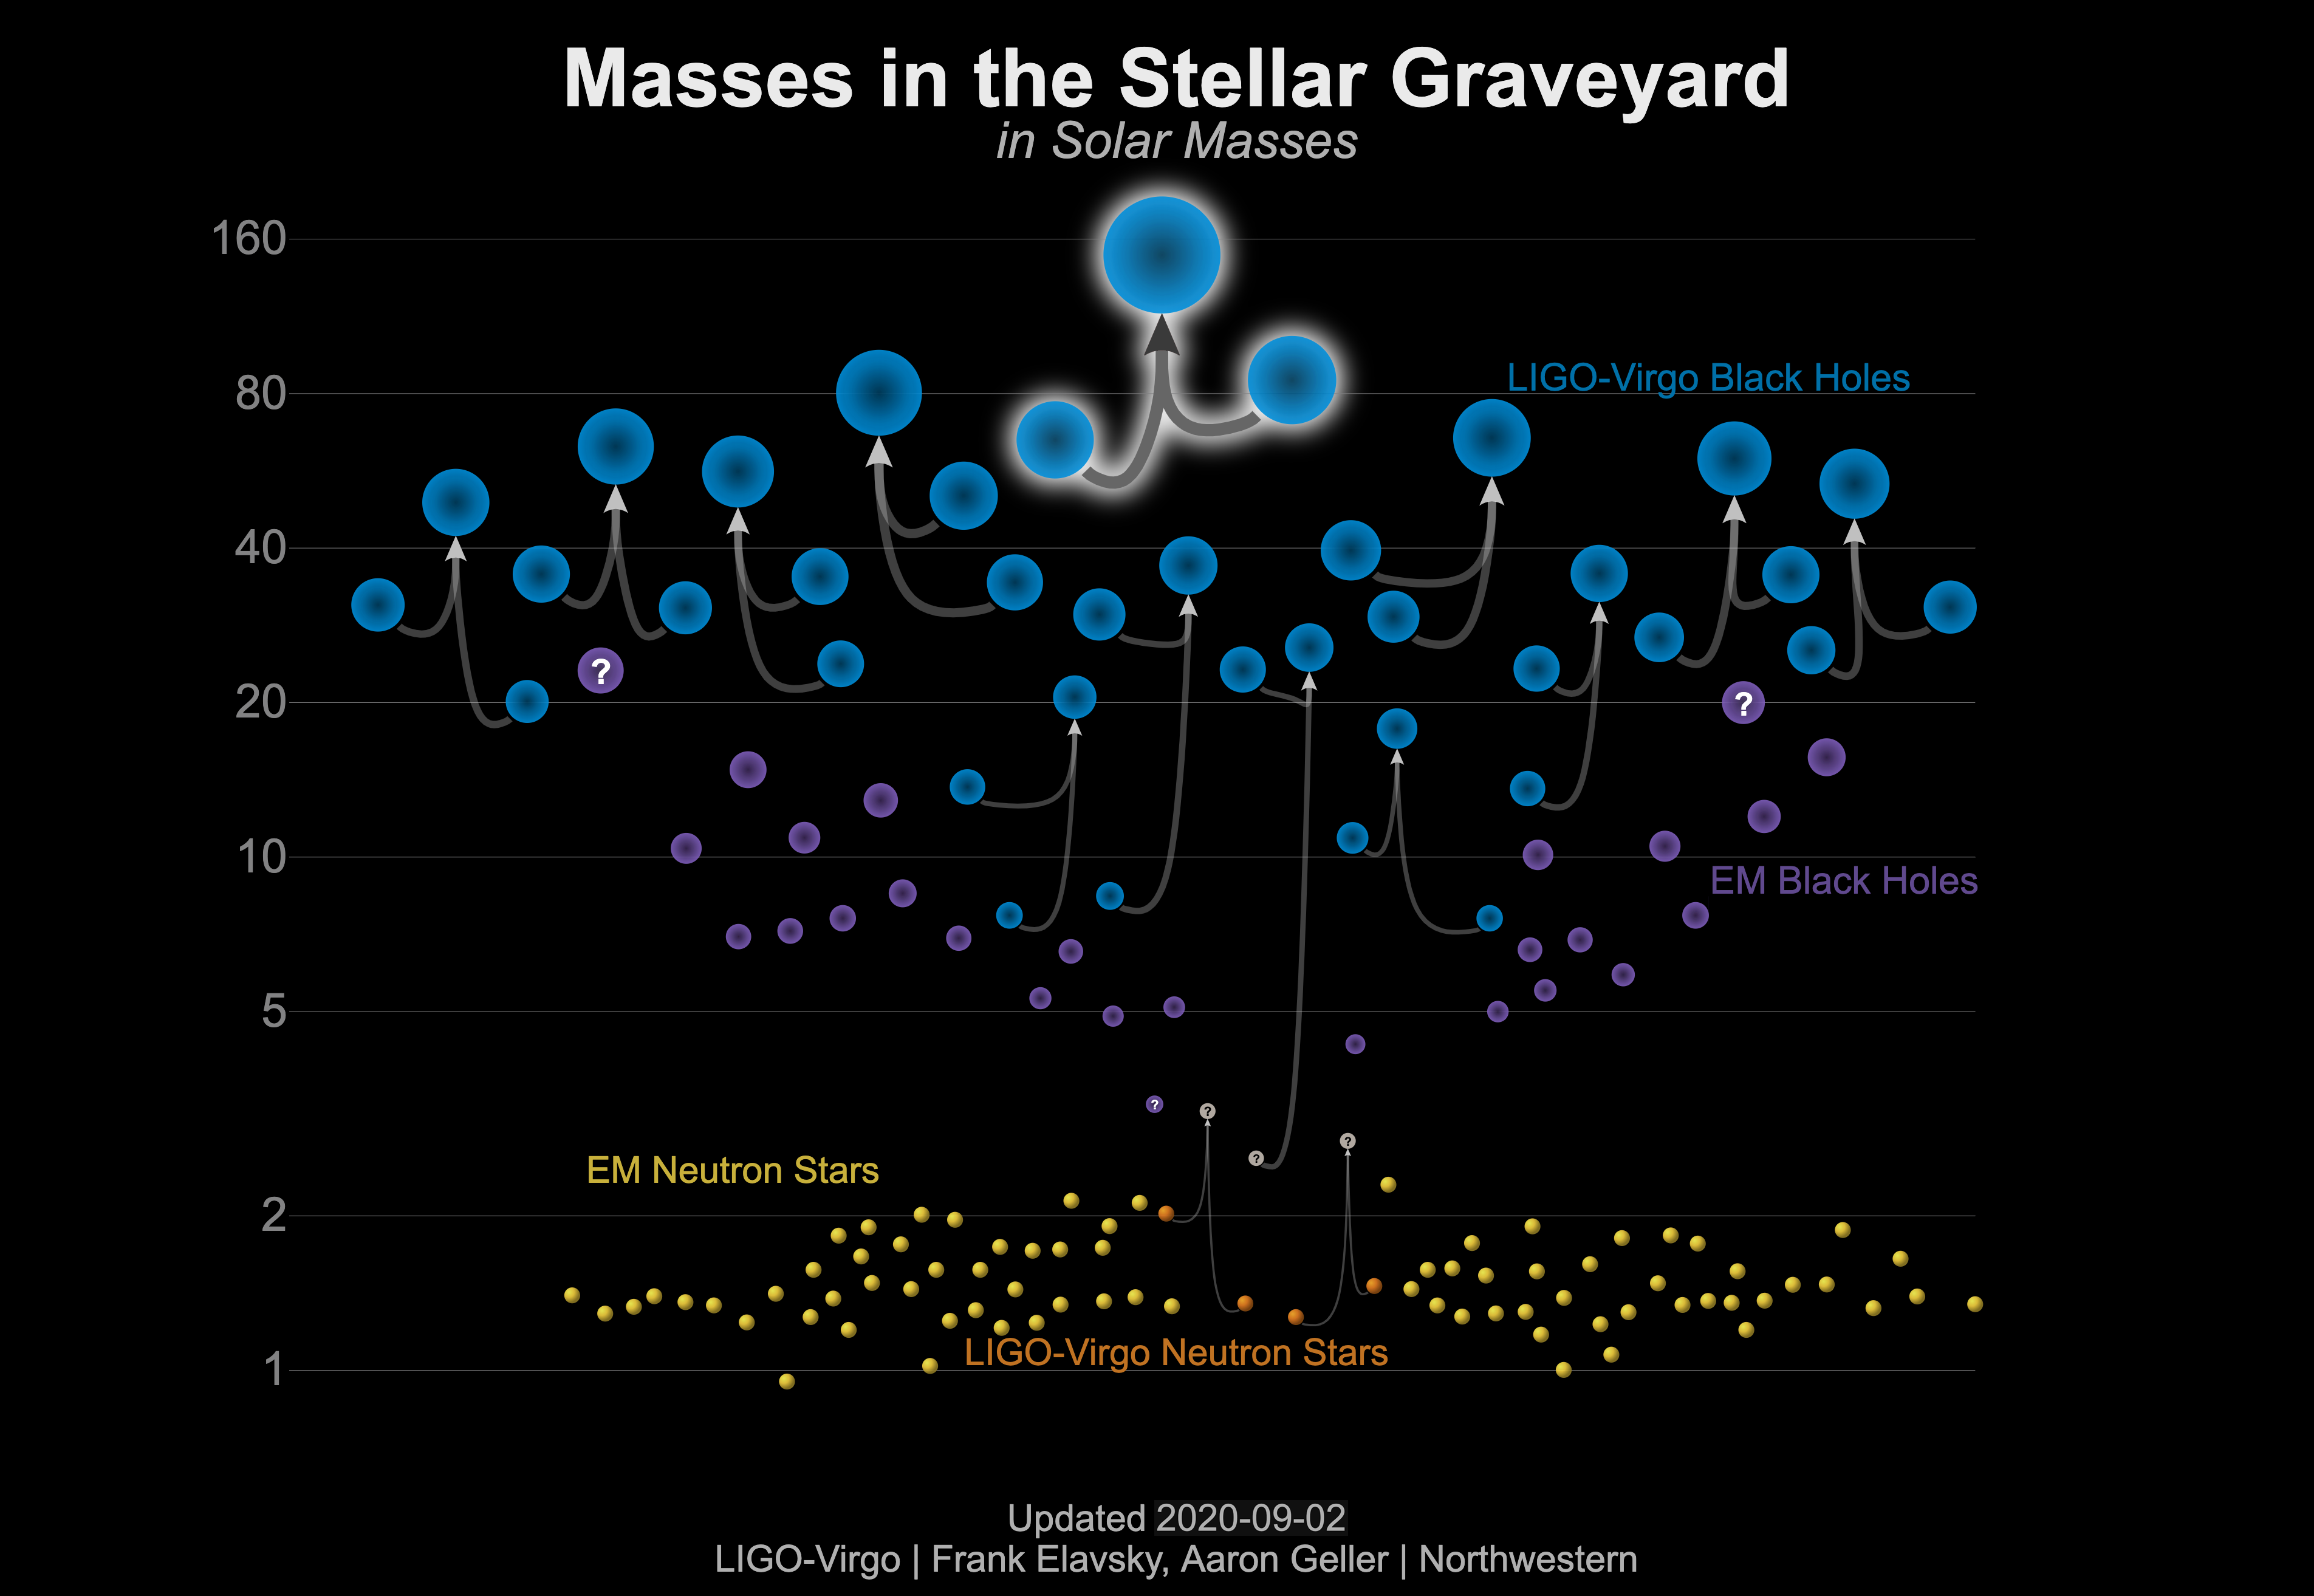 Masses in the Stellar Graveyard
in Solar Masses
160
80
LIGO-Virgo Black Holes
40
?
20
?
10
EM Black Holes
5
?
?
?
?
EM Neutron Stars
2
LIGO-Virgo Neutron Stars
1
Updated 2020-09-02
LIGO-Virgo | Frank Elavsky, Aaron Geller | Northwestern